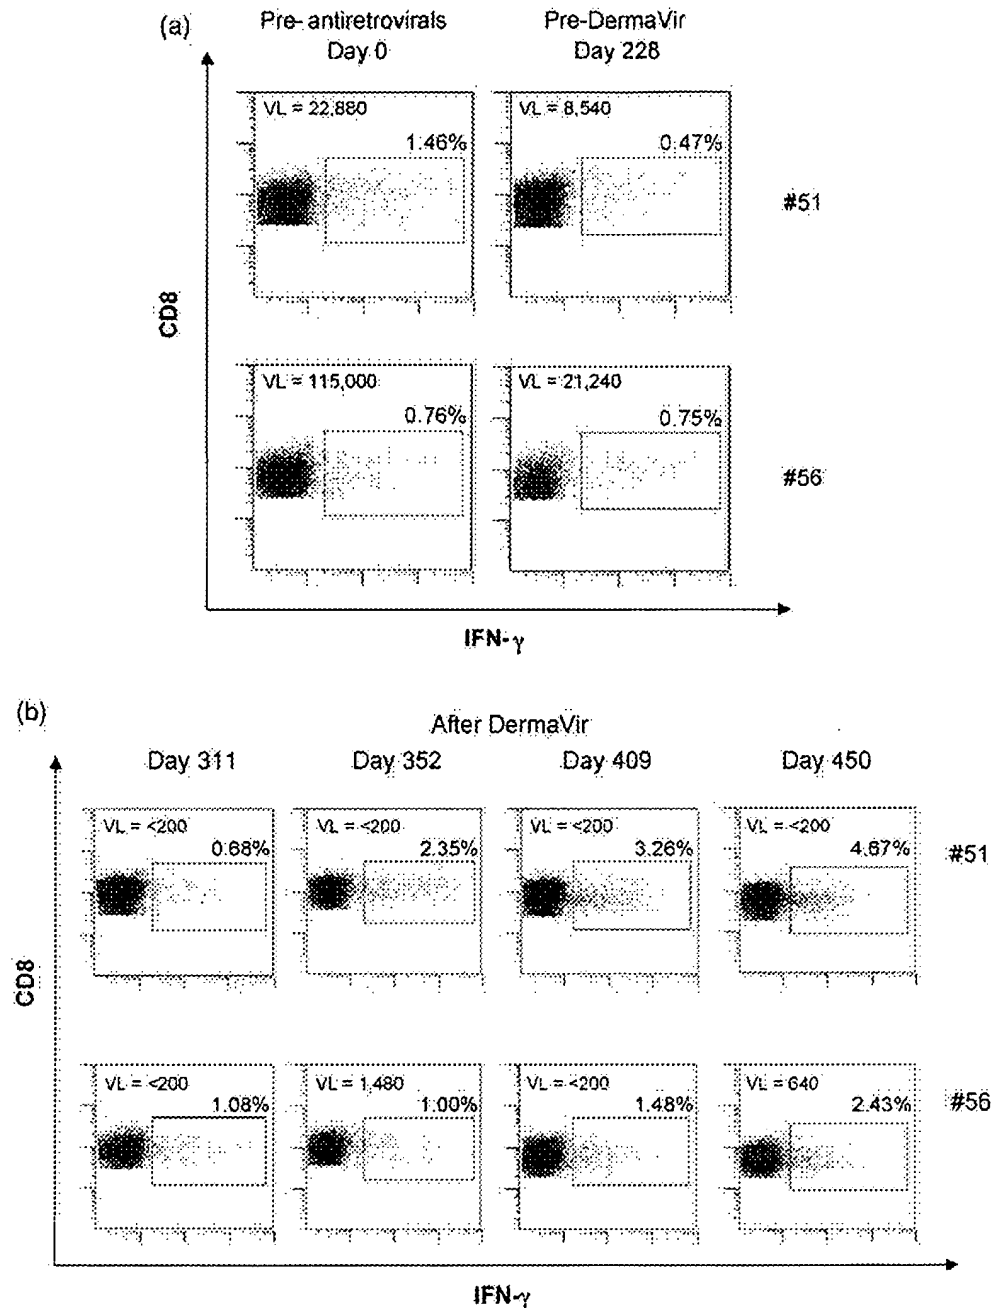 (a)
Pre- antiretrovirals
Day 0
Pre-DermaVir
Day 228
VL = 22,880
1.46%
VL = 8,540
0.47%
#51
CD8
VL = 115,000
0.76%
VL = 21,240
0.75%
#56
IFN-γ
(b)
After DermaVir
Day 311
Day 352
Day 409
Day 450
VL = <200
0.68%
VL = <200
2.35%
VL = <200
3.26%
VL = <200
4.67%
#51
CD8
VL = <200
1.08%
VL = 1,480
1.00%
VL = <200
1.48%
VL = 640
2.43%
#56
IFN-γ